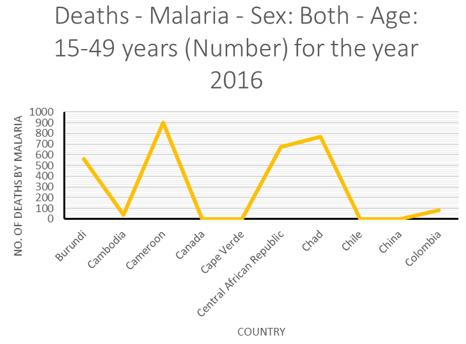 Deaths - Malaria - Sex: Both - Age:
15-49 years (Number) for the year
2016
NO. OF DEATHS BY MALARIA
1000
900
800
700
600
500
400
300
200
100
0
Burundi
Cambodia
Cameroon
Canada
Cape Verde
Central African Republic
Chad
Chile
China
Colombia
COUNTRY